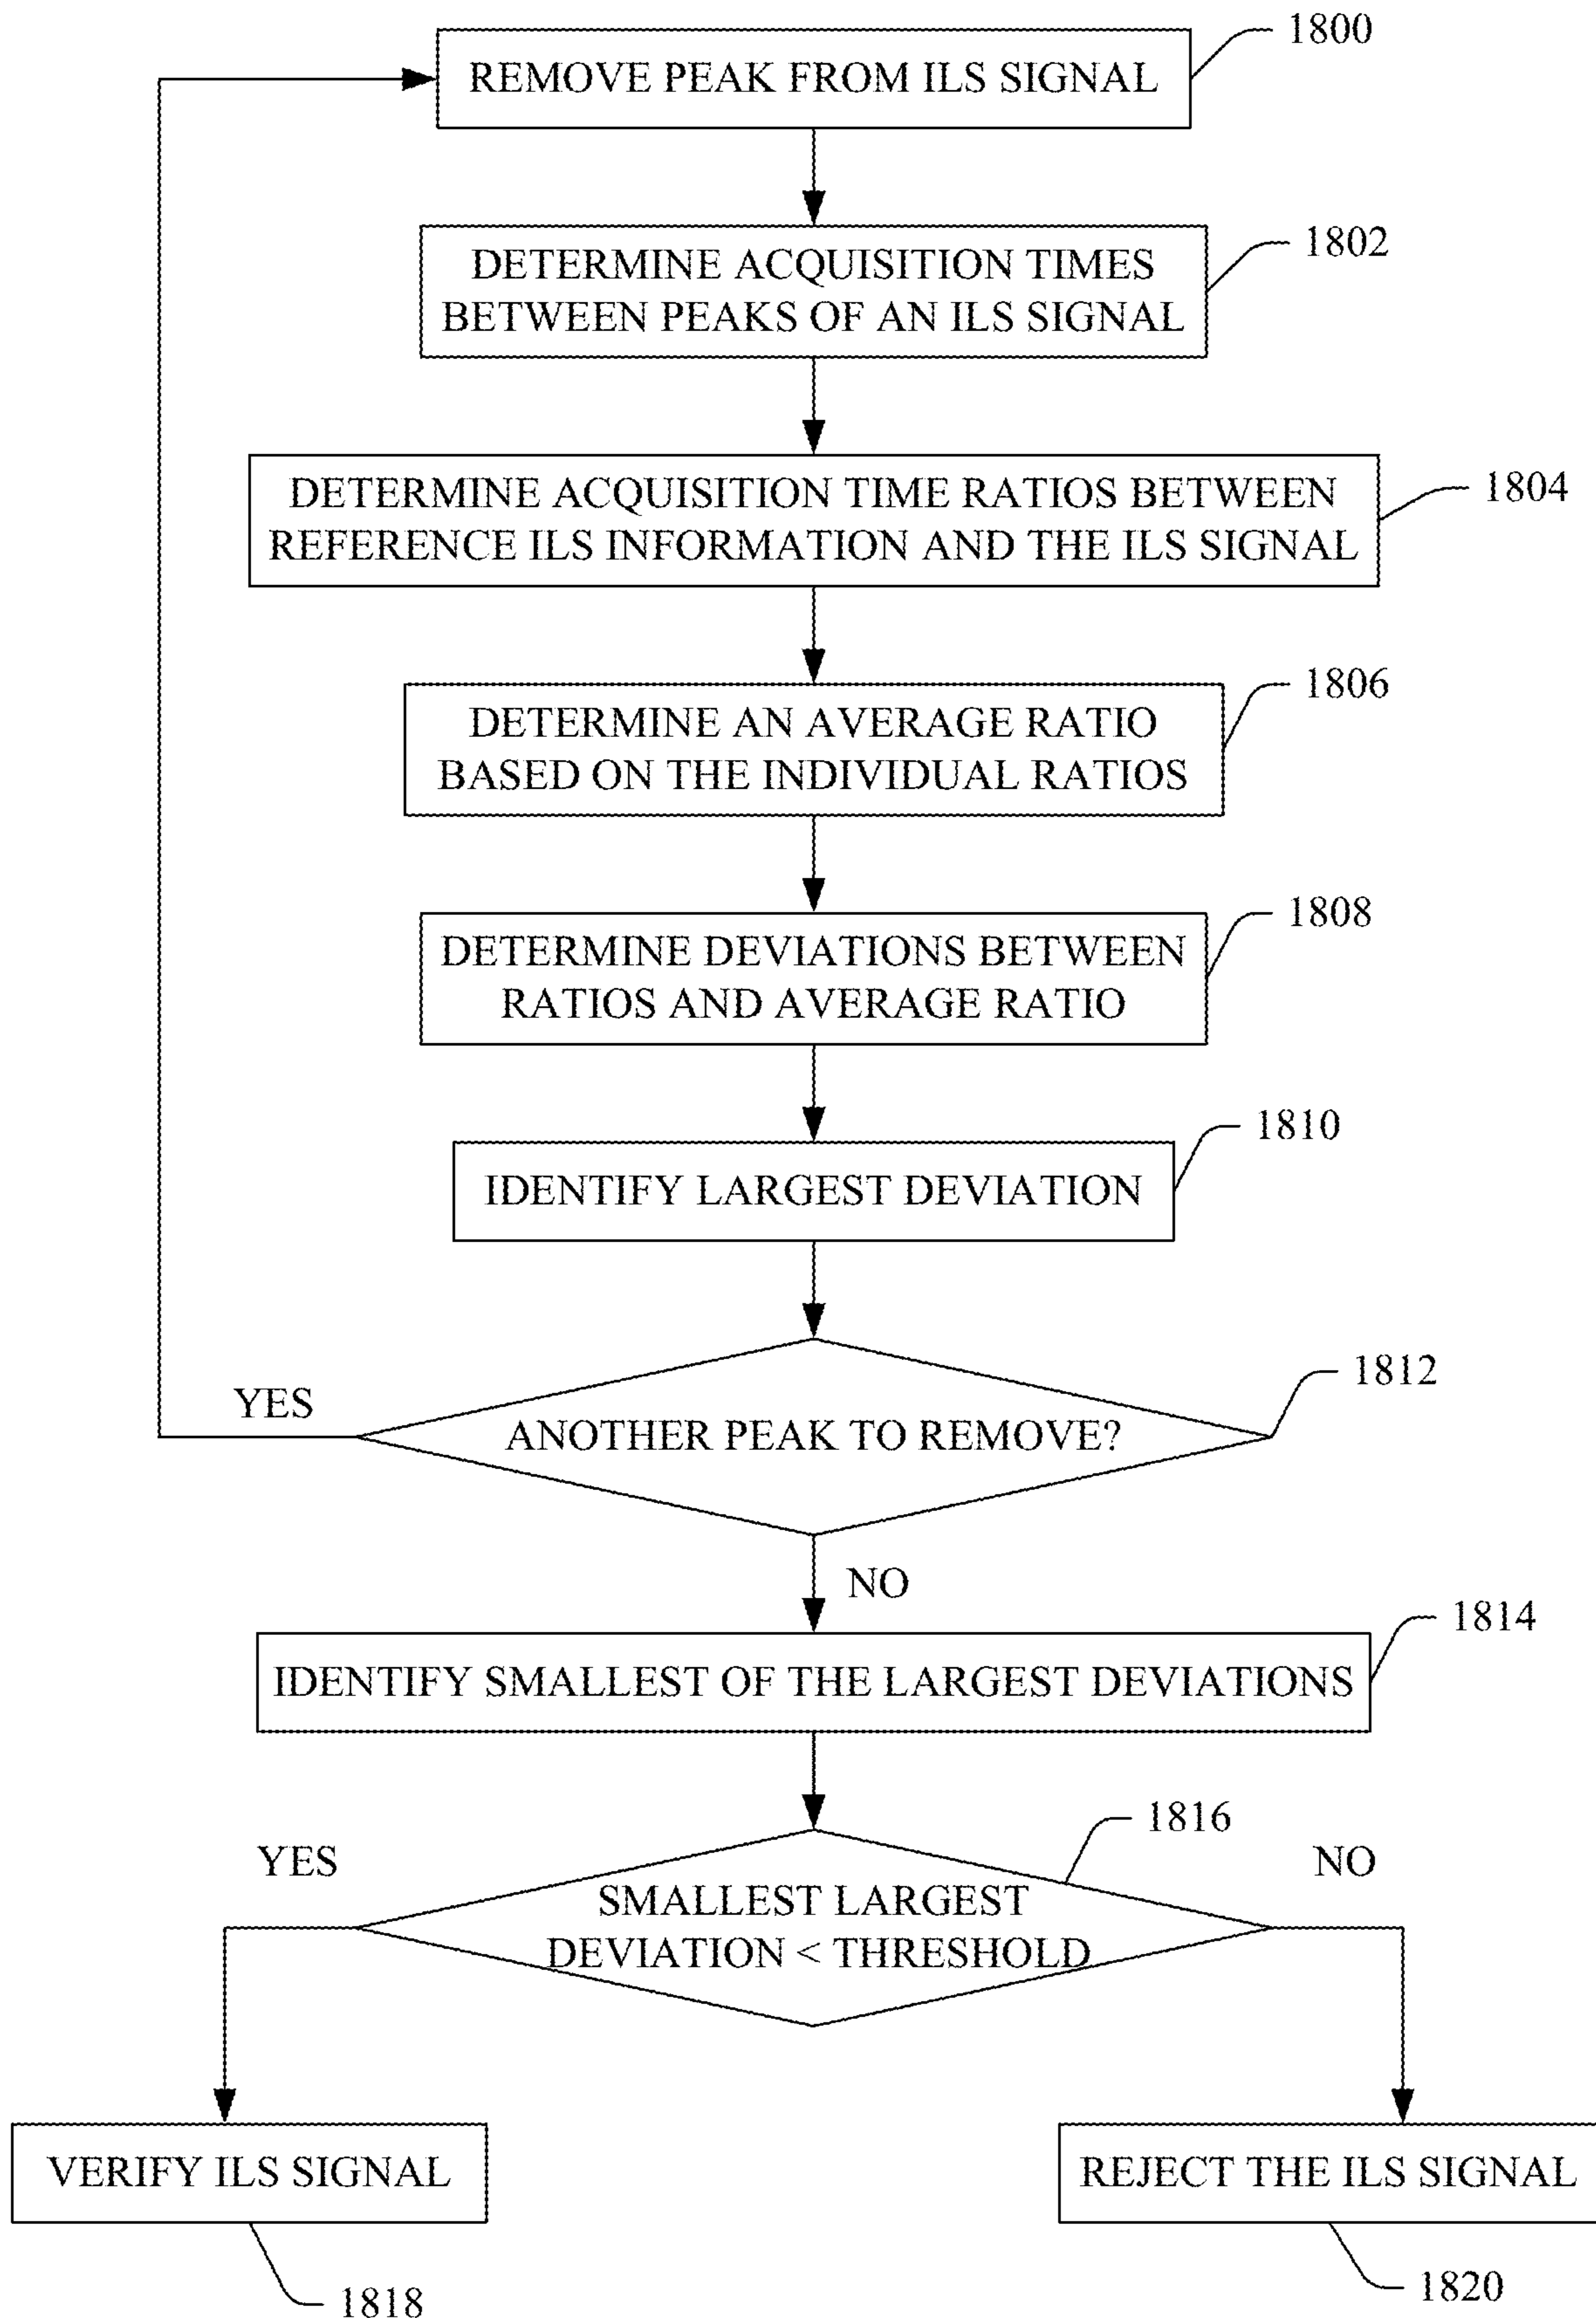 1800
REMOVE PEAK FROM ILS SIGNAL
1802
DETERMINE ACQUISITION TIMES
BETWEEN PEAKS OF AN ILS SIGNAL
1804
DETERMINE ACQUISITION TIME RATIOS BETWEEN
REFERENCE ILS INFORMATION AND THE ILS SIGNAL
1806
DETERMINE AN AVERAGE RATIO
BASED ON THE INDIVIDUAL RATIOS
1808
DETERMINE DEVIATIONS BETWEEN
RATIOS AND AVERAGE RATIO
1810
IDENTIFY LARGEST DEVIATION
1812
YES
ANOTHER PEAK TO REMOVE?
NO
1814
IDENTIFY SMALLEST OF THE LARGEST DEVIATIONS
1816
YES
NO
SMALLEST LARGEST
DEVIATION < THRESHOLD
VERIFY ILS SIGNAL
REJECT THE ILS SIGNAL
1818
1820